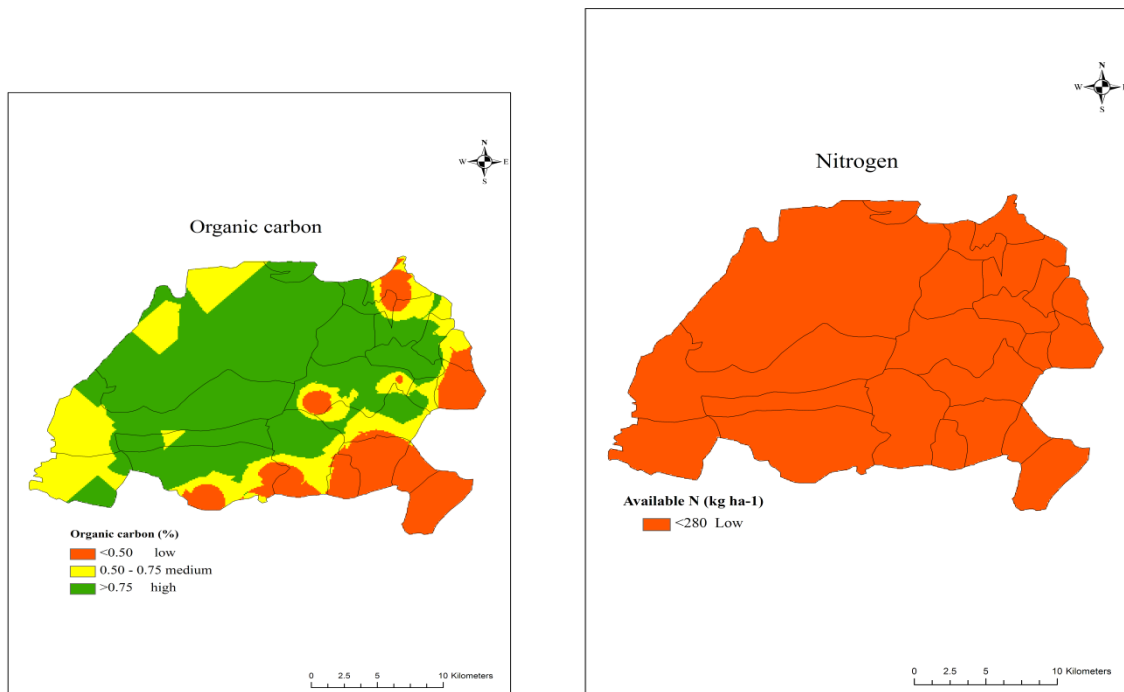 N
W E
S
Organic carbon
Organic carbon (%)
<0.50 low
0.50 - 0.75 medium
>0.75 high
0 2.5 5 10 Kilometers
N
W E
S
Nitrogen
Available N (kg ha-1)
<280 Low
0 2.5 5 10 Kilometers